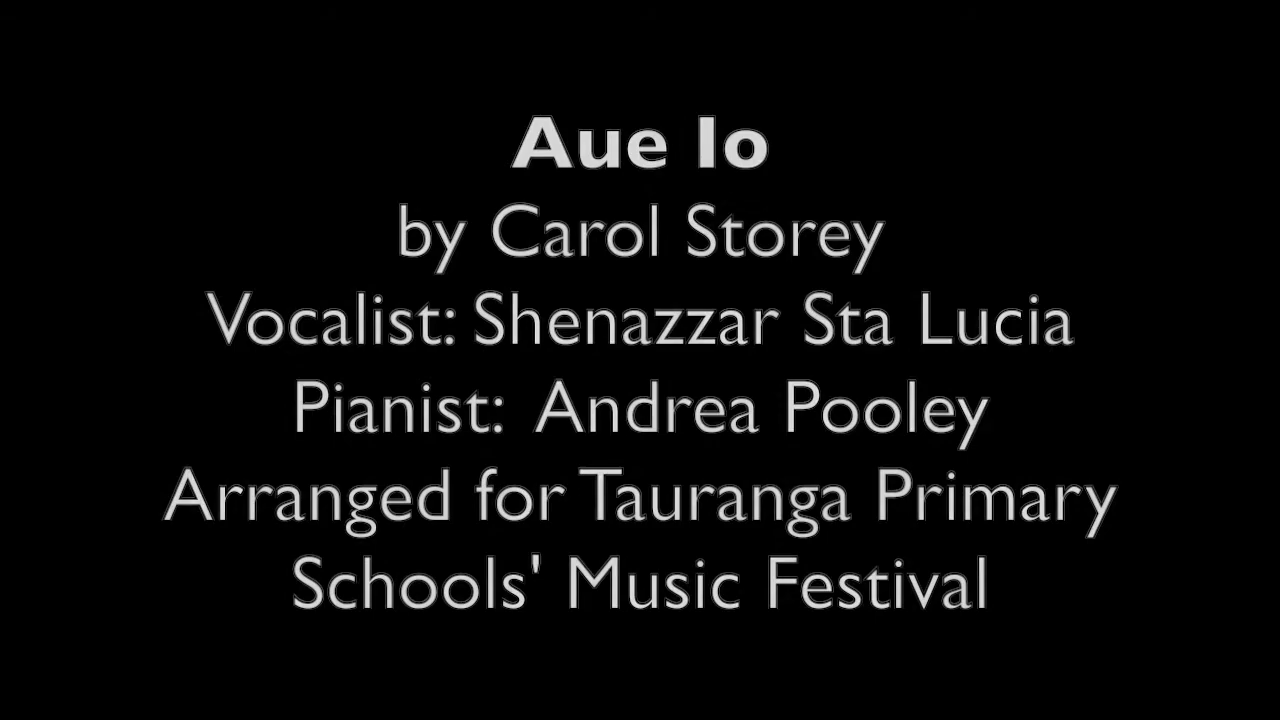 Aue Io
by Carol Storey
Vocalist: Shenazzar Sta Lucia
Pianist: Andrea Pooley
Arranged for Tauranga Primary
Schools' Music Festival